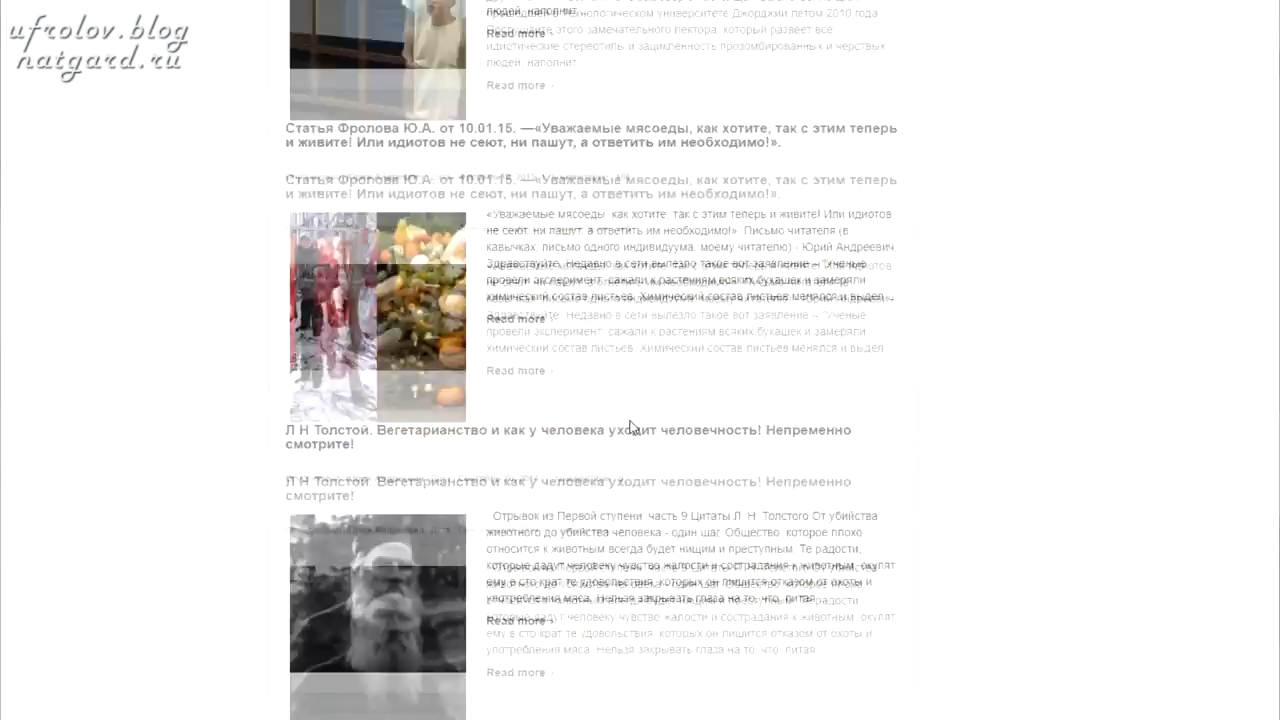 ufrolov.blog
natgard.ru
людей, наполнит...
прошедшей в Технологическом университете Джорджии летом 2010 года
Read more
Послушайте этого замечательного лектора, который развеет все
идиотические стереотипы и зацикленность прозомбированных и черствых
людей, наполнит
Read more
Статья Фролова Ю.А. от 10.01.15. —«Уважаемые мясоеды, как хотите, так с этим теперь
и живите! Или идиотов не сеют, ни пашут, а ответить им необходимо!».
Статья Фролова Ю.А. от 10.01.15. —«Уважаемые мясоеды, как хотите, так с этим теперь
и живите! Или идиотов не сеют, ни пашут, а ответить им необходимо!».
«Уважаемые мясоеды, как хотите, так с этим теперь и живите! Или идиотов
не сеют, ни пашут, а ответить им необходимо!». Письмо читателя (в
кавычках, письмо одного индивидуума, моему читателю) - Юрий Андреевич
Здравствуйте. Недавно в сети вылезло такое вот заявление – "ученые
провели эксперимент, сажали к растениям всяких букашек и замеряли
химический состав листьев. Химический состав листьев менялся и выдел
Read more
Здравствуйте. Недавно в сети вылезло такое вот заявление – "ученые
провели эксперимент, сажали к растениям всяких букашек и замеряли
химический состав листьев. Химический состав листьев менялся и выдел
Read more
Л Н Толстой. Вегетарианство и как у человека уходит человечность! Непременно
смотрите!
Л Н Толстой. Вегетарианство и как у человека уходит человечность! Непременно
смотрите!
Отрывок из Первой ступени, часть 9 Цитаты Л. Н. Толстого От убийства
животного до убийства человека - один шаг. Общество, которое плохо
относится к животным всегда будет нищим и преступным. Те радости,
которые дадут человеку чувство жалости и сострадания к животным, окупят
ему в сто крат те удовольствия, которых он лишится отказом от охоты и
употребления мяса. Нельзя закрывать глаза на то, что, питая
Read more
которые дадут человеку чувство жалости и сострадания к животным, окупят
ему в сто крат те удовольствия, которых он лишится отказом от охоты и
употребления мяса. Нельзя закрывать глаза на то, что, питая
Read more